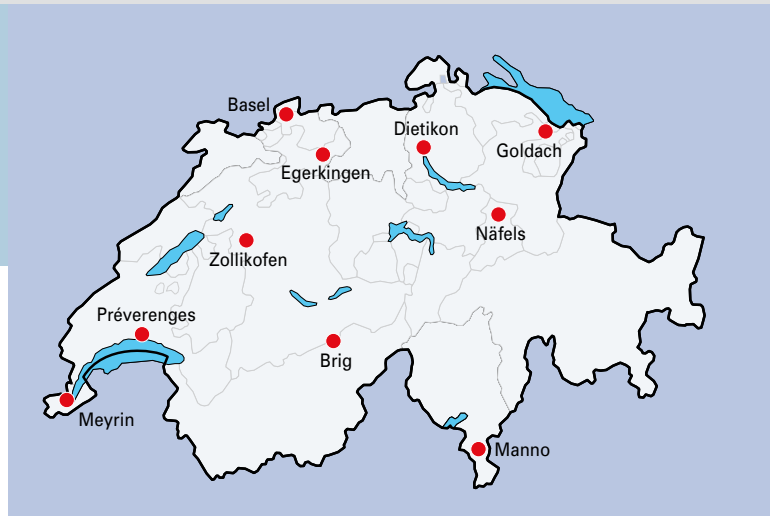 Basel
Dietikon
Goldach
Egerkingen
Näfels
Zollikofen
Préverenges
Brig
Meyrin
Manno